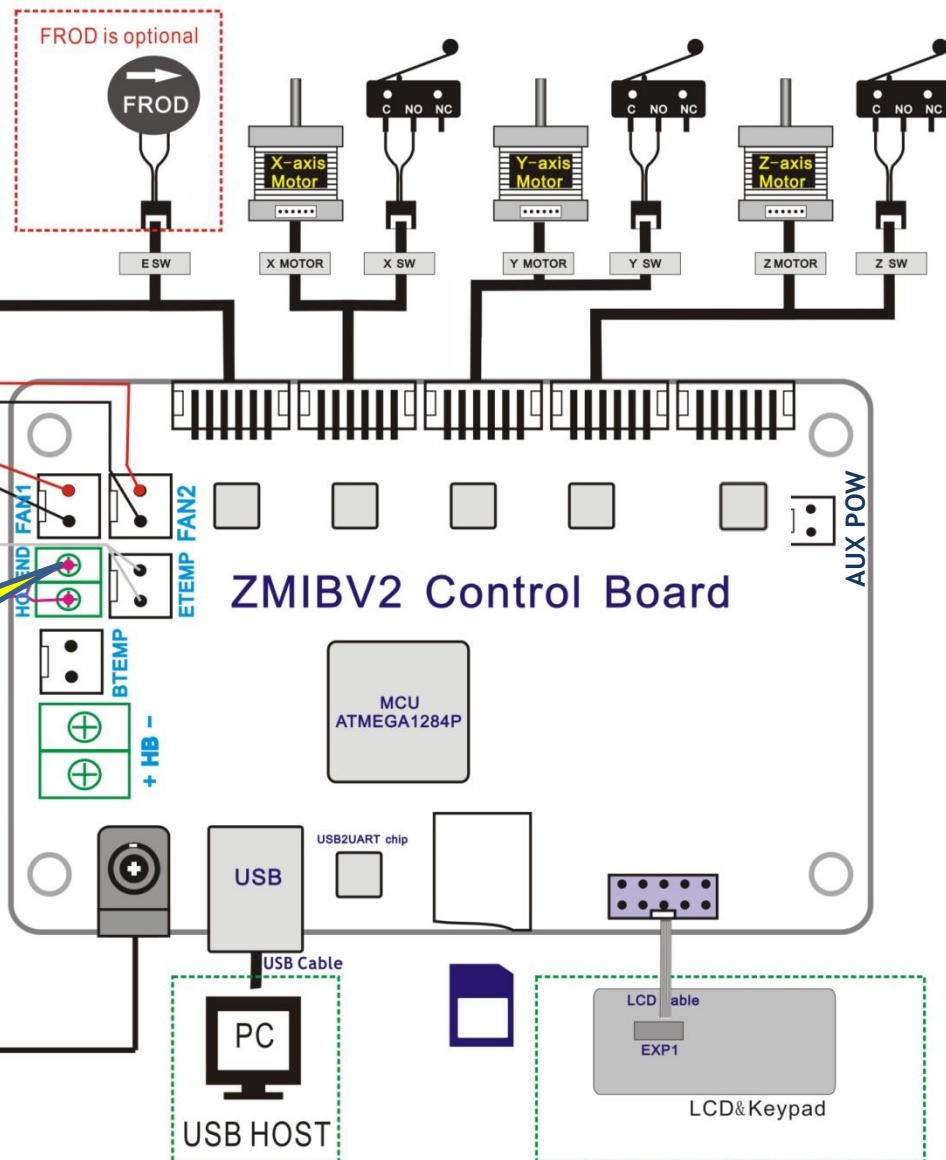 FROD is optional
FROD
C NO NC
C NO NC
C NO NC
X-axis
Motor
Y-axis
Motor
Z-axis
Motor
E SW
X MOTOR
X SW
Y MOTOR
Y SW
Z MOTOR
Z SW
FAN1
FAN2
AUX POW
ETEMP
ZMIBV2 Control Board
BTEMP
MCU
ATMEGA1284P
+ HB -
USB2UART chip
USB
USB Cable
PC
USB HOST
LCD
EXP1
LCD&Keypad